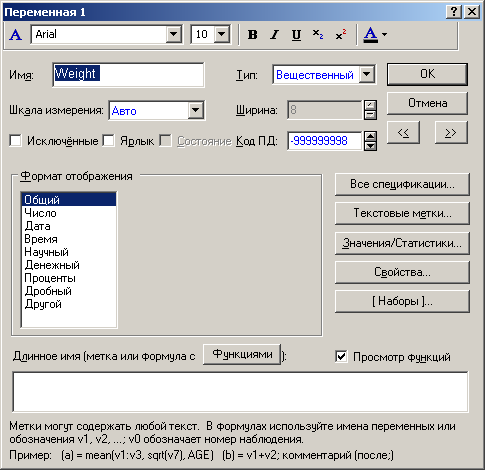 Переменная 1
A Arial 10 B I U x₂ x² A
Имя: Weight Тип: Вещественный OK
Шкала измерения: Авто Ширина: 8 Отмена
Исключённые Ярлык Состояние Код ПД: -999999998 << >>
Формат отображения
Общий
Число
Дата
Время
Научный
Денежный
Проценты
Дробный
Другой
Все спецификации...
Текстовые метки...
Значения/Статистики...
Свойства...
[ Наборы ]...
Длинное имя (метка или формула с Функциями ): Просмотр функций
Метки могут содержать любой текст. В формулах используйте имена переменных или
обозначения v1, v2, ...; v0 обозначает номер наблюдения.
Пример: (a) = mean(v1:v3, sqrt(v7), AGE) (b) = v1+v2; комментарий (после;)